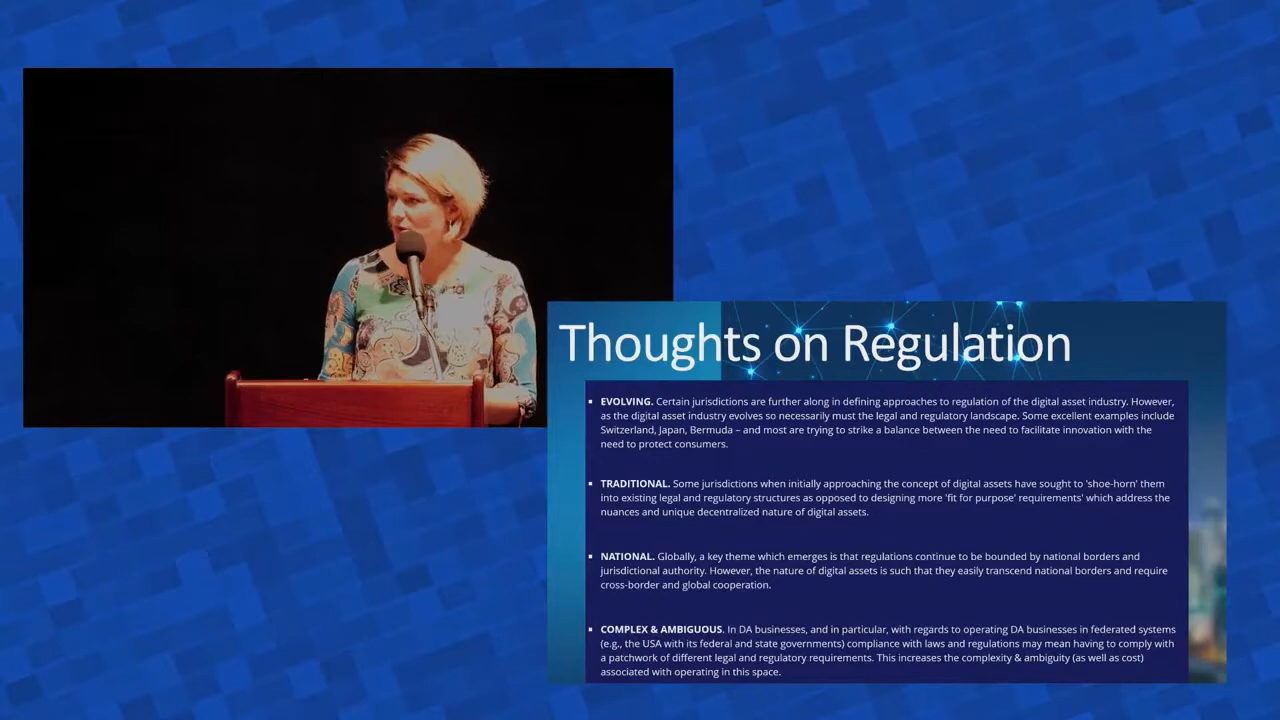 Thoughts on Regulation
▪ EVOLVING. Certain jurisdictions are further along in defining approaches to regulation of the digital asset industry. However,
as the digital asset industry evolves so necessarily must the legal and regulatory landscape. Some excellent examples include
Switzerland, Japan, Bermuda – and most are trying to strike a balance between the need to facilitate innovation with the
need to protect consumers.
▪ TRADITIONAL. Some jurisdictions when initially approaching the concept of digital assets have sought to 'shoe-horn' them
into existing legal and regulatory structures as opposed to designing more 'fit for purpose' requirements' which address the
nuances and unique decentralized nature of digital assets.
▪ NATIONAL. Globally, a key theme which emerges is that regulations continue to be bounded by national borders and
jurisdictional authority. However, the nature of digital assets is such that they easily transcend national borders and require
cross-border and global cooperation.
▪ COMPLEX & AMBIGUOUS. In DA businesses, and in particular, with regards to operating DA businesses in federated systems
(e.g., the USA with its federal and state governments) compliance with laws and regulations may mean having to comply with
a patchwork of different legal and regulatory requirements. This increases the complexity & ambiguity (as well as cost)
associated with operating in this space.